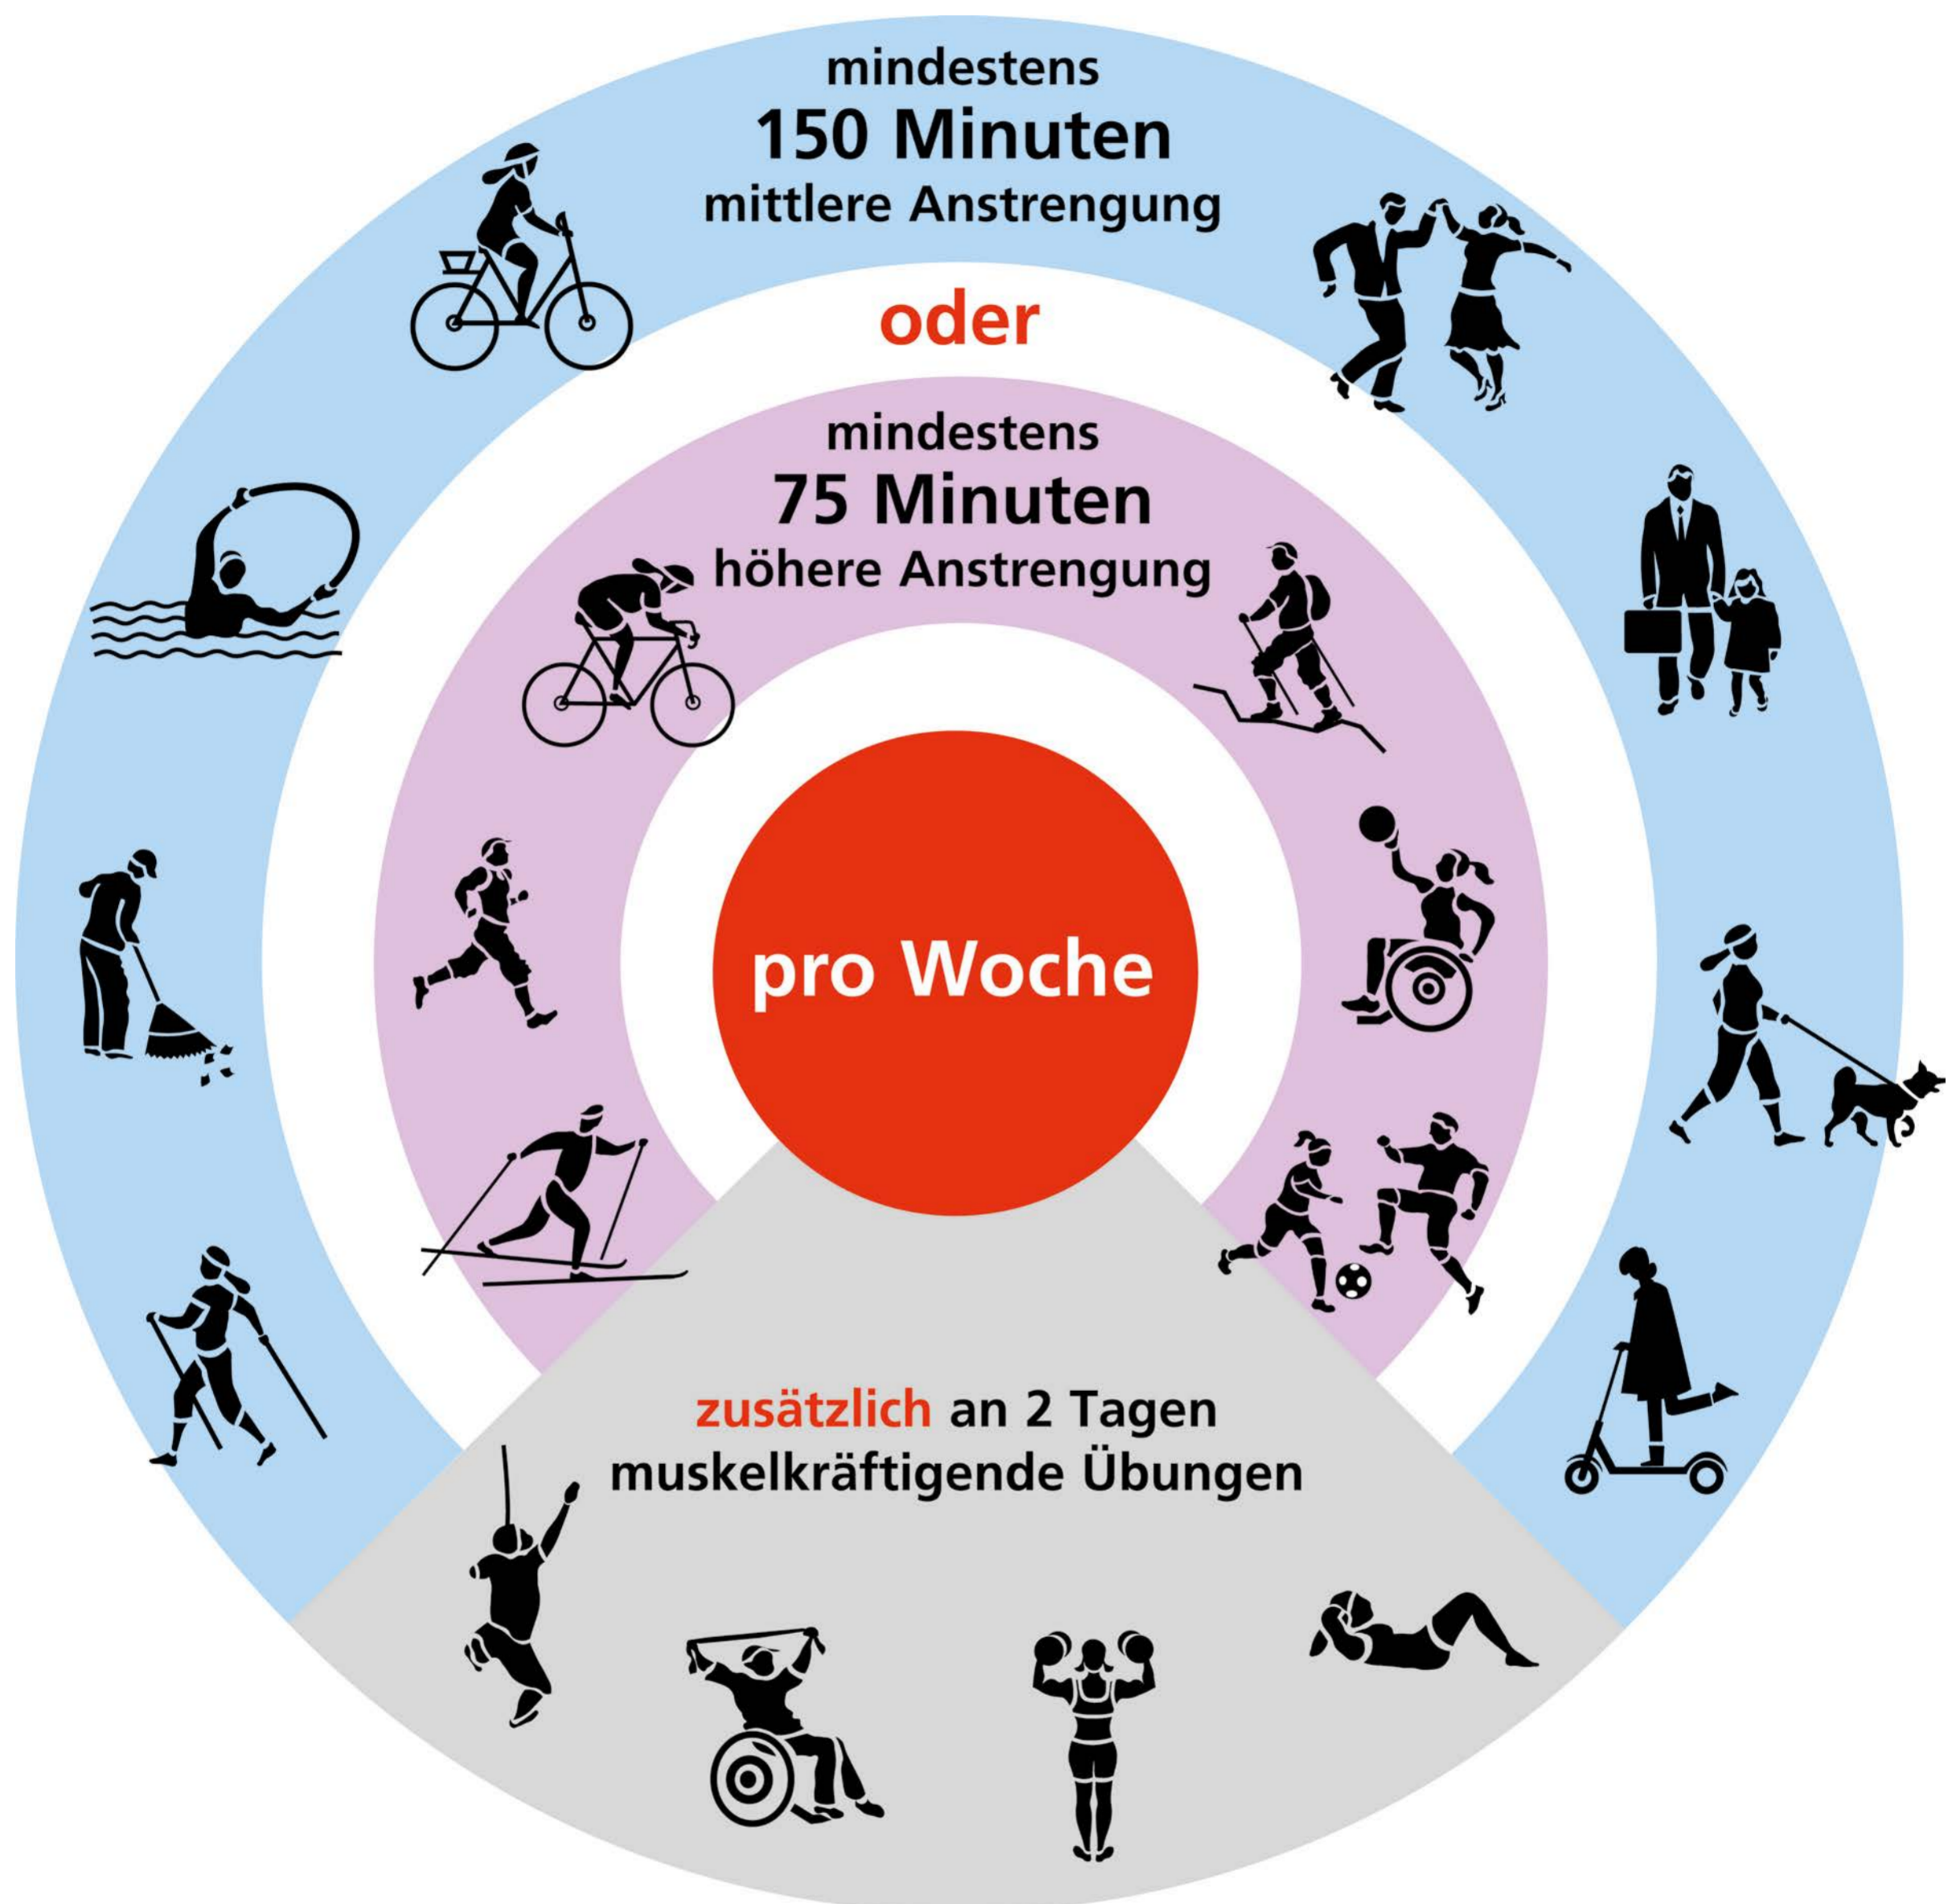 mindestens
150 Minuten
mittlere Anstrengung
oder
mindestens
75 Minuten
höhere Anstrengung
pro Woche
zusätzlich an 2 Tagen
muskelkräftigende Übungen